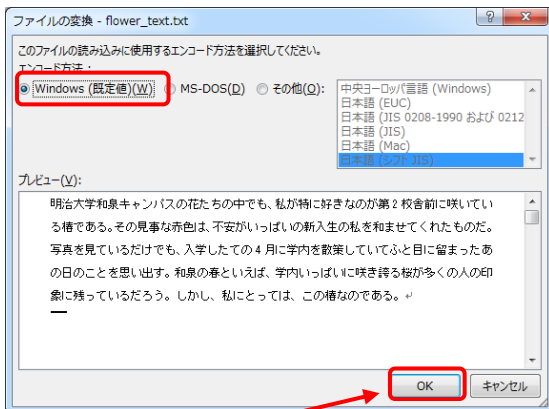 ファイルの変換 - flower_text.txt
このファイルの読み込みに使用するエンコード方法を選択してください。
エンコード方法：
Windows (既定値)(W) MS-DOS(D) その他(O):
中央ヨーロッパ言語 (Windows)
日本語 (EUC)
日本語 (JIS 0208-1990 および 0212
日本語 (JIS)
日本語 (Mac)
日本語 (シフト JIS)
プレビュー(V):
明治大学和泉キャンパスの花たちの中でも、私が特に好きなのが第２校舎前に咲いてい
る椿である。その見事な赤色は、不安がいっぱいの新入生の私を和ませてくれたものだ。
写真を見ているだけでも、入学したての４月に学内を散策していてふと目に留まったあ
の日のことを思い出す。和泉の春といえば、学内いっぱいに咲き誇る桜が多くの人の印
象に残っているだろう。しかし、私にとっては、この椿なのである。↵
OK キャンセル